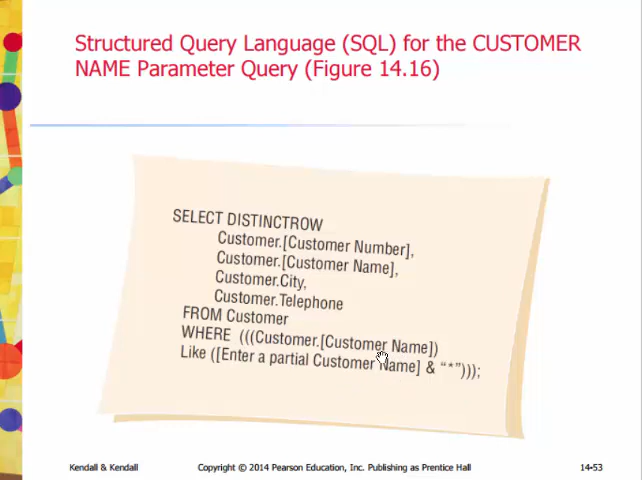 Structured Query Language (SQL) for the CUSTOMER
NAME Parameter Query (Figure 14.16)
SELECT DISTINCTROW
Customer.[Customer Number],
Customer.[Customer Name],
Customer.City,
Customer.Telephone
FROM Customer
WHERE (((Customer.[Customer Name])
Like ([Enter a partial Customer Name] & “*”)));
Kendall & Kendall
Copyright © 2014 Pearson Education, Inc. Publishing as Prentice Hall
14-53